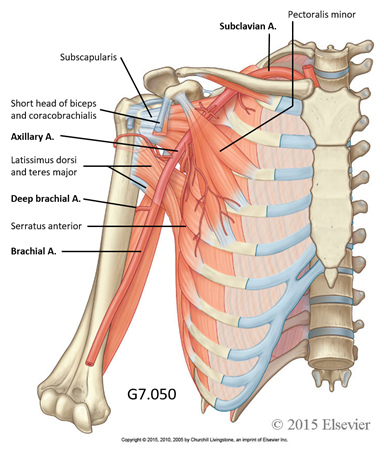 Pectoralis minor
Subclavian A.
Subscapularis
Short head of biceps
and coracobrachialis
Axillary A.
Latissimus dorsi
and teres major
Deep brachial A.
Serratus anterior
Brachial A.
G7.050
© 2015 Elsevier
Copyright © 2015, 2010, 2005 by Churchill Livingstone, an imprint of Elsevier Inc.